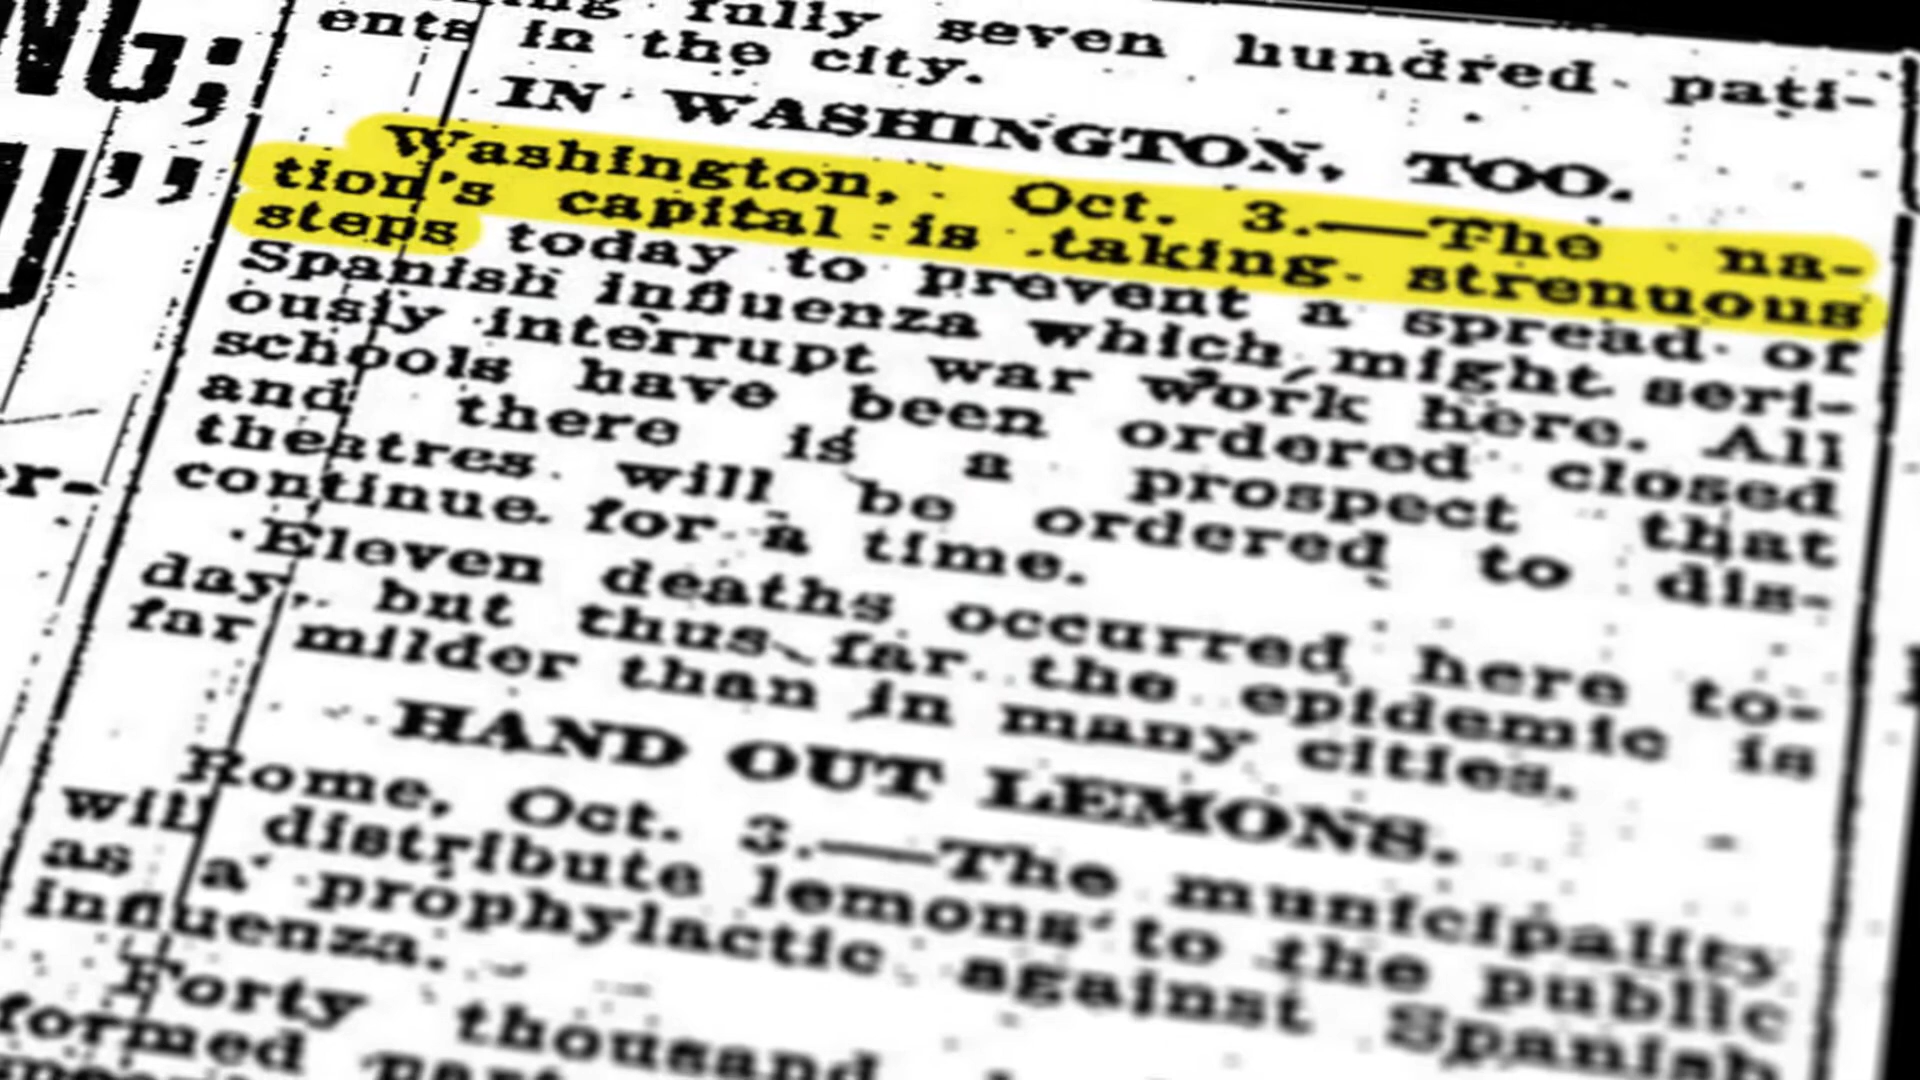 NG;
U”
er-
fully seven hundred pati-
ents in the city.
IN WASHINGTON, TOO.
Washington, Oct. 3.—The na-
tion's capital is taking strenuous
steps today to prevent a spread of
Spanish influenza which might seri-
ously interrupt war work here. All
schools have been ordered closed
and there is a prospect that
theatres will be ordered to dis-
continue for a time.
Eleven deaths occurred here to-
day, but thus far the epidemic is
far milder than in many cities.
HAND OUT LEMONS.
Rome, Oct. 3.—The municipality
will distribute lemons to the public
as a prophylactic against Spanish
influenza.
Forty thousand
formed